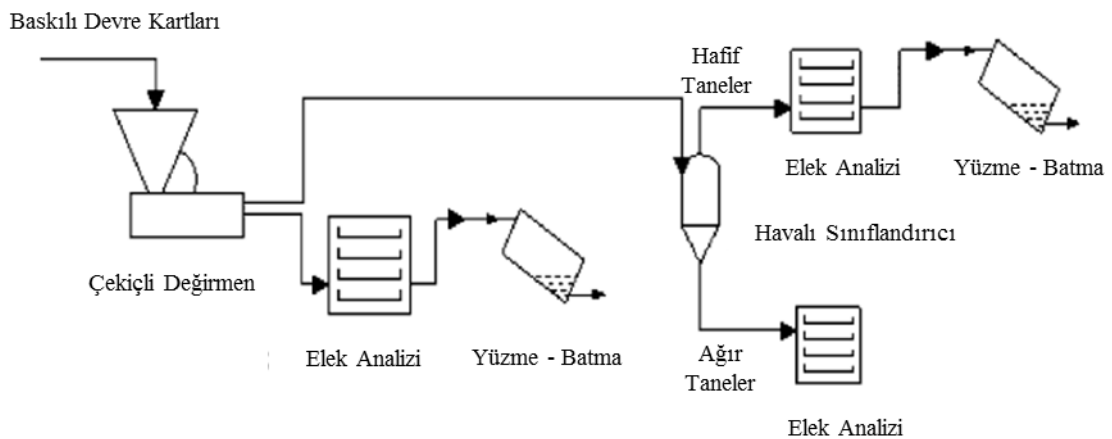 Baskılı Devre Kartları
Hafif
Taneler
Elek Analizi
Yüzme - Batma
Havalı Sınıflandırıcı
Çekiçli Değirmen
Elek Analizi
Yüzme - Batma
Ağır
Taneler
Elek Analizi